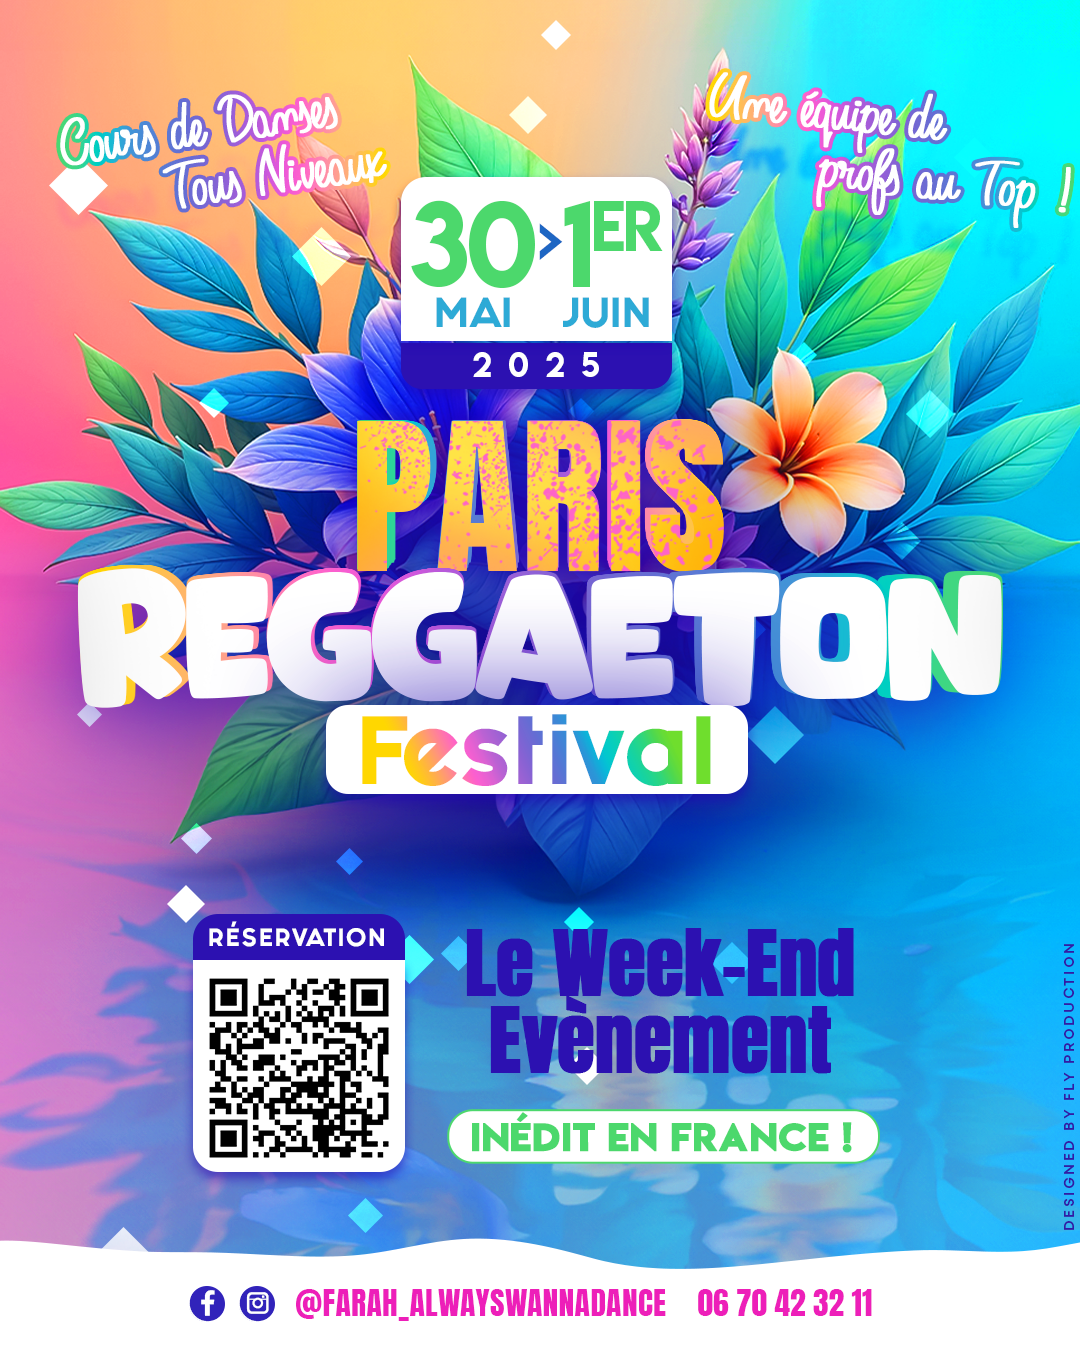 Cours de Danses
Tous Niveaux
Une équipe de
profs au Top !
30>1ER
MAI JUIN
2025
PARIS
REGGAETON
Festival
RÉSERVATION
Le Week-End
Evènement
INÉDIT EN FRANCE !
DESIGNED BY FLY PRODUCTION
@FARAH_ALWAYSWANNADANCE 06 70 42 32 11